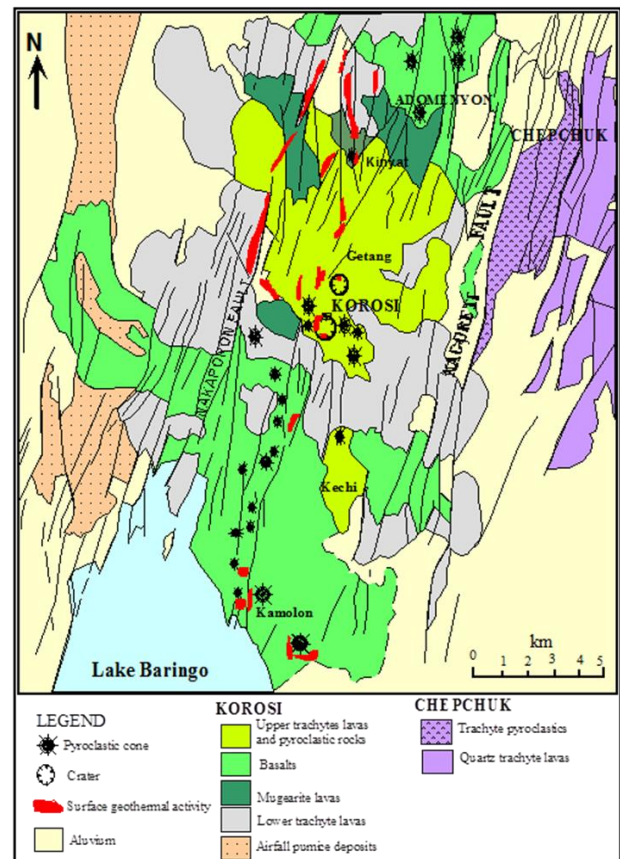 N
ADOMENYON
CHEPCHUK
Kinyat
NAKAPORON FAULT
NAGORETI FAULT
Getang
KOROSI
Kechi
Kamolon
Lake Baringo
km
0 1 2 3 4 5
LEGEND
Pyroclastic cone
Crater
Surface geothermal activity
Aluvium
KOROSI
Upper trachytes lavas
and pyroclastic rocks
Basalts
Mugearite lavas
Lower trachyte lavas
Airfall pumice deposits
CHEPCHUK
Trachyte pyroclastics
Quartz trachyte lavas